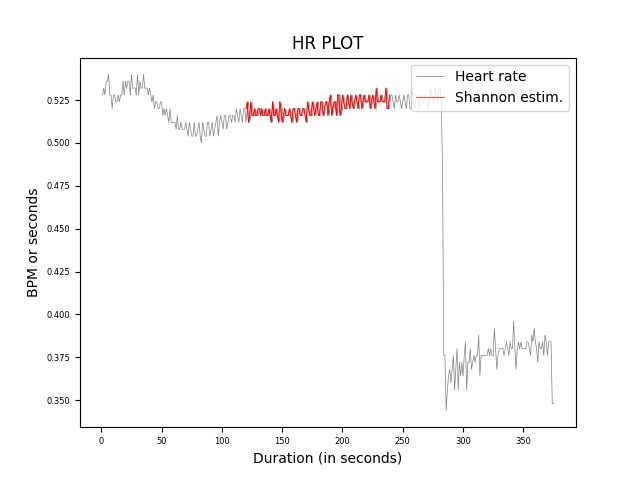 HR PLOT
Heart rate
Shannon estim.
BPM or seconds
0.525
0.500
0.475
0.450
0.425
0.400
0.375
0.350
0 50 100 150 200 250 300 350
Duration (in seconds)